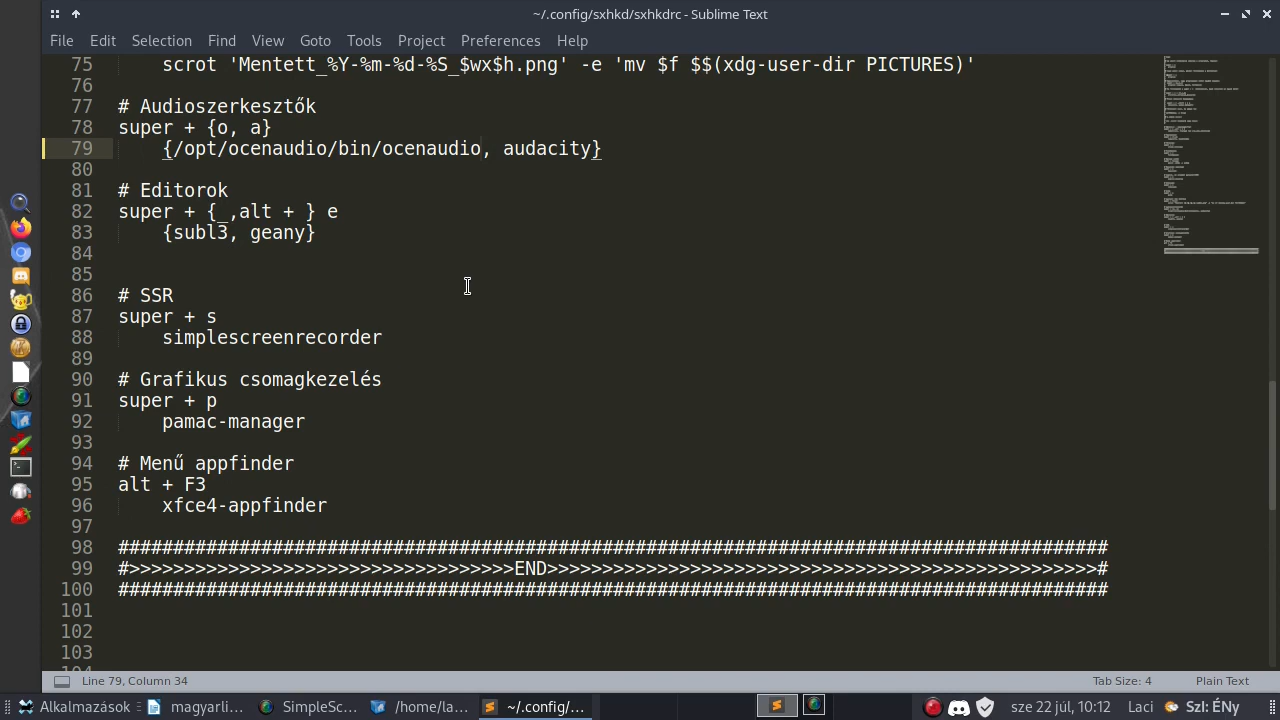 ~/.config/sxhkd/sxhkdrc - Sublime Text
File Edit Selection Find View Goto Tools Project Preferences Help
75 scrot 'Mentett_%Y-%m-%d-%S_$wx$h.png' -e 'mv $f $$(xdg-user-dir PICTURES)'
76
77 # Audioszerkesztők
78 super + {o, a}
79 {/opt/ocenaudio/bin/ocenaudio, audacity}
80
81 # Editorok
82 super + {_,alt + } e
83 {subl3, geany}
84
85
86 # SSR
87 super + s
88 simplescreenrecorder
89
90 # Grafikus csomagkezelés
91 super + p
92 pamac-manager
93
94 # Menű appfinder
95 alt + F3
96 xfce4-appfinder
97
98 ##########################################################################################
99 #>>>>>>>>>>>>>>>>>>>>>>>>>>>>>>>>>>>END>>>>>>>>>>>>>>>>>>>>>>>>>>>>>>>>>>>>>>>>>>>>>>>>>>#
100 ##########################################################################################
101
102
103
Line 79, Column 34 Tab Size: 4 Plain Text
Alkalmazások magyarli... SimpleSc... /home/la... ~/.config/... sze 22 júl, 10:12 Laci Szl: ÉNy